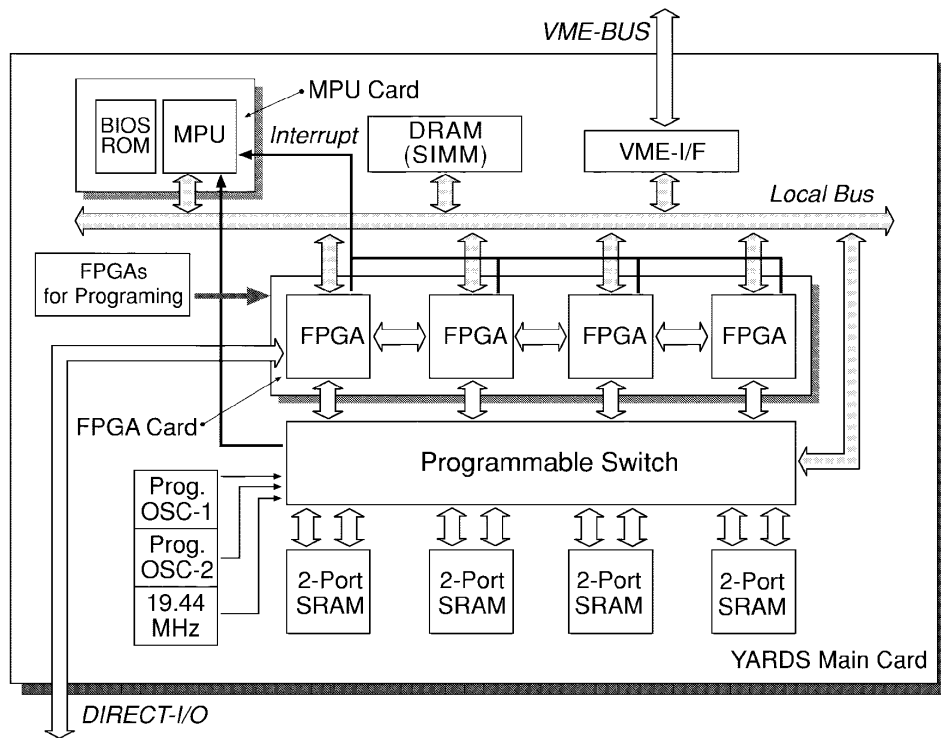 VME-BUS
MPU Card
BIOS
ROM
MPU
Interrupt
DRAM
(SIMM)
VME-I/F
Local Bus
FPGAs
for Programing
FPGA
FPGA
FPGA
FPGA
FPGA Card
Programmable Switch
Prog.
OSC-1
Prog.
OSC-2
19.44
MHz
2-Port
SRAM
2-Port
SRAM
2-Port
SRAM
2-Port
SRAM
YARDS Main Card
DIRECT-I/O